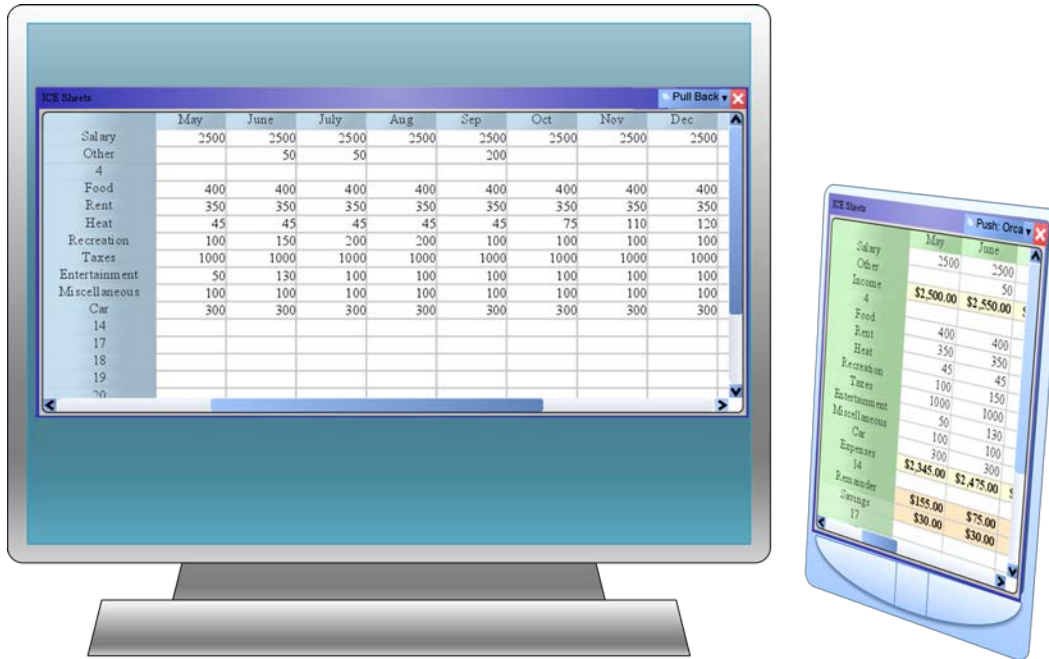 ICE Sheets Pull Back
May June July Aug Sep Oct Nov Dec
Salary 2500 2500 2500 2500 2500 2500 2500 2500
Other 50 50 200
4
Food 400 400 400 400 400 400 400 400
Rent 350 350 350 350 350 350 350 350
Heat 45 45 45 45 45 75 110 120
Recreation 100 150 200 200 100 100 100 100
Taxes 1000 1000 1000 1000 1000 1000 1000 1000
Entertainment 50 130 100 100 100 100 100 100
Miscellaneous 100 100 100 100 100 100 100 100
Car 300 300 300 300 300 300 300 300
14
17
18
19
20
ICE Sheets Push: Orca
May June
Salary 2500 2500
Other 50
Income $2,500.00 $2,550.00 $
4
Food 400 400
Rent 350 350
Heat 45 45
Recreation 100 150
Taxes 1000 1000
Entertainment 50 130
Miscellaneous 100 100
Car 300 300
Expenses $2,345.00 $2,475.00 $
14
Remainder $155.00 $75.00
Savings $30.00 $30.00
17